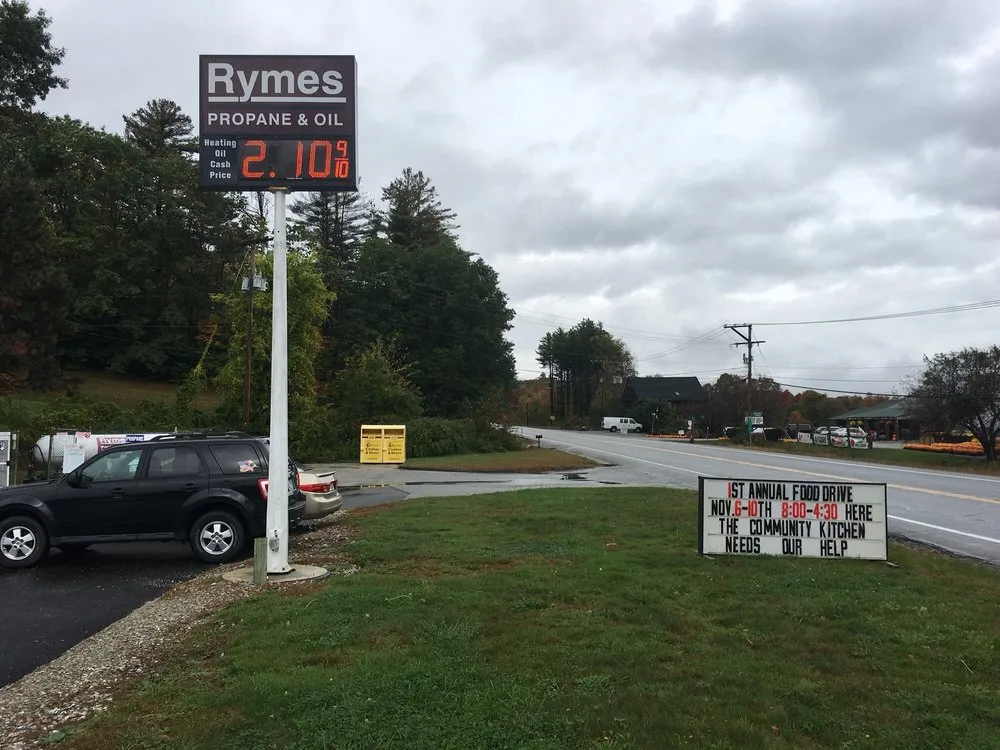 Rymes
PROPANE & OIL
Heating
Oil
Cash
Price
2.10 9/10
1ST ANNUAL FOOD DRIVE
NOV.6-10TH 8:00-4:30 HERE
THE COMMUNITY KITCHEN
NEEDS OUR HELP